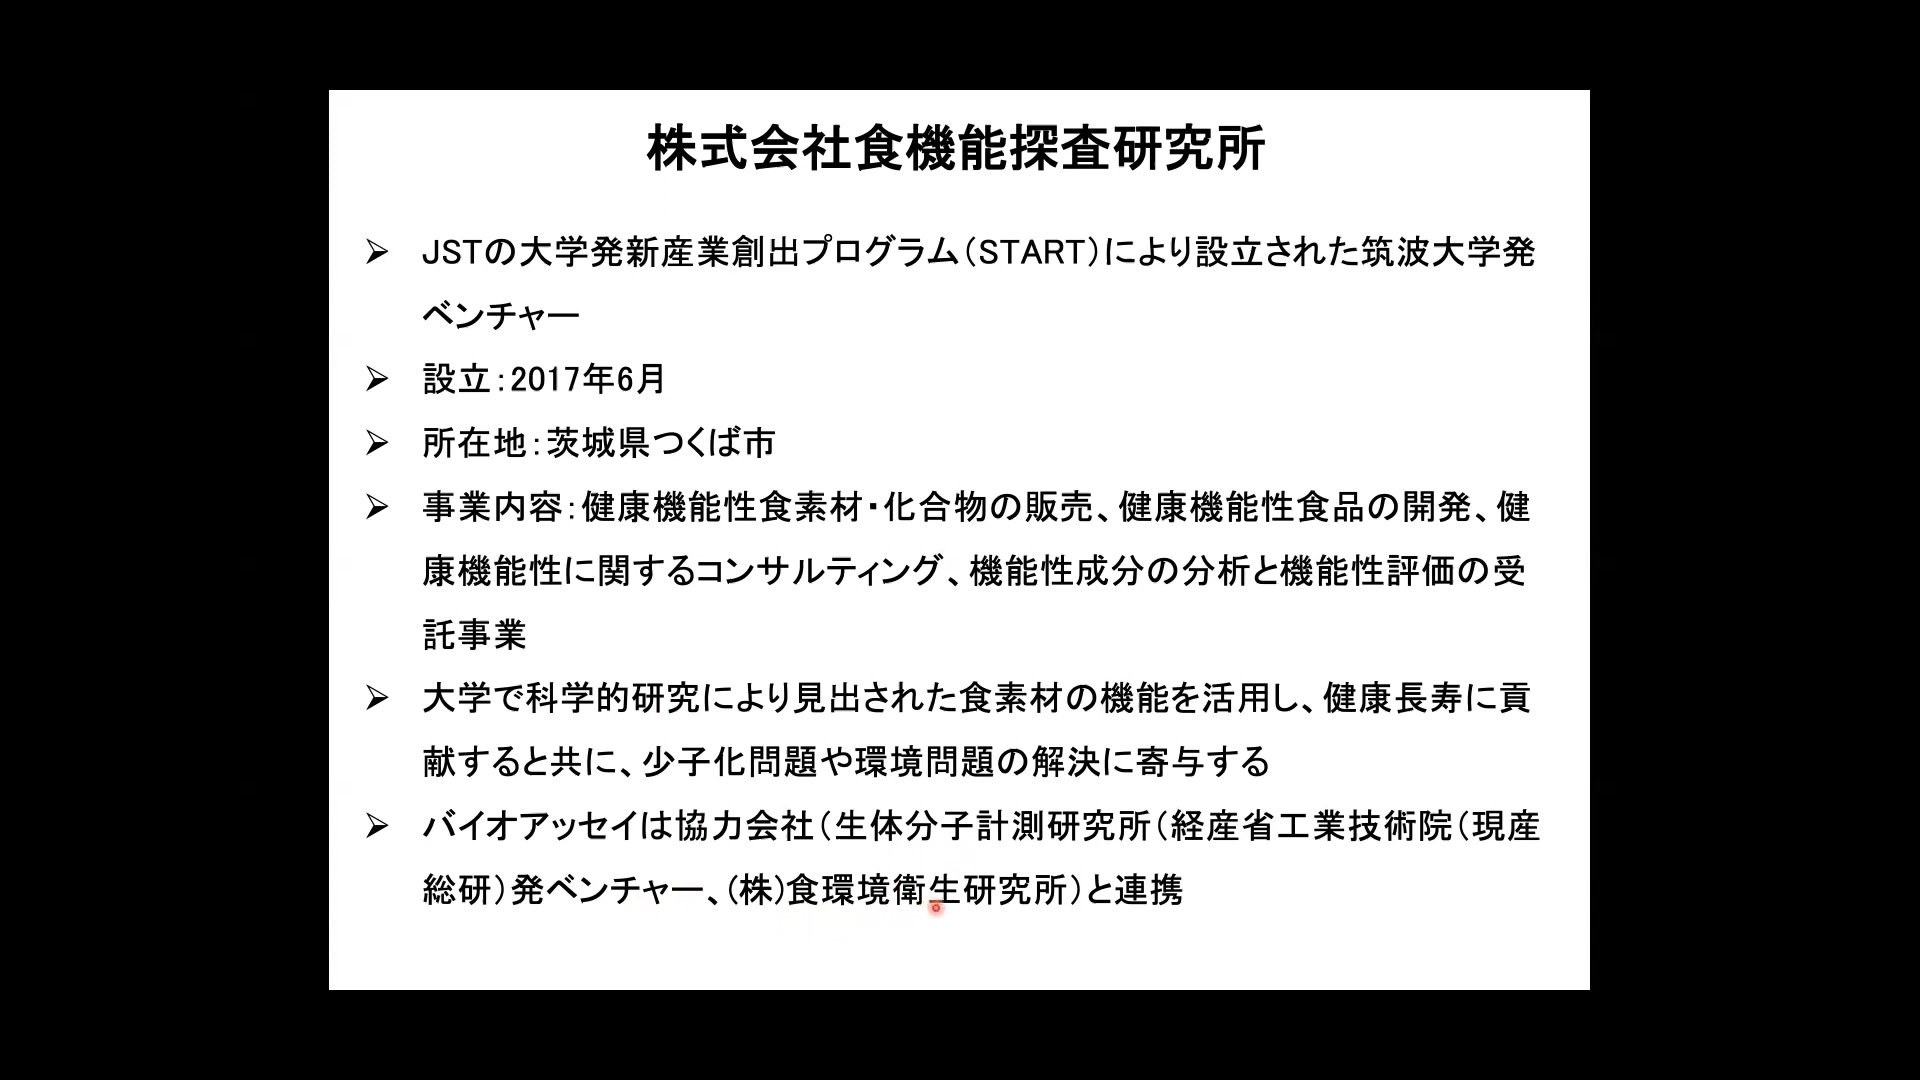 株式会社食機能探査研究所
➢ JSTの大学発新産業創出プログラム（START）により設立された筑波大学発
ベンチャー
➢ 設立：2017年6月
➢ 所在地：茨城県つくば市
➢ 事業内容：健康機能性食素材・化合物の販売、健康機能性食品の開発、健
康機能性に関するコンサルティング、機能性成分の分析と機能性評価の受
託事業
➢ 大学で科学的研究により見出された食素材の機能を活用し、健康長寿に貢
献すると共に、少子化問題や環境問題の解決に寄与する
➢ バイオアッセイは協力会社（生体分子計測研究所（経産省工業技術院（現産
総研）発ベンチャー、(株)食環境衛生研究所）と連携